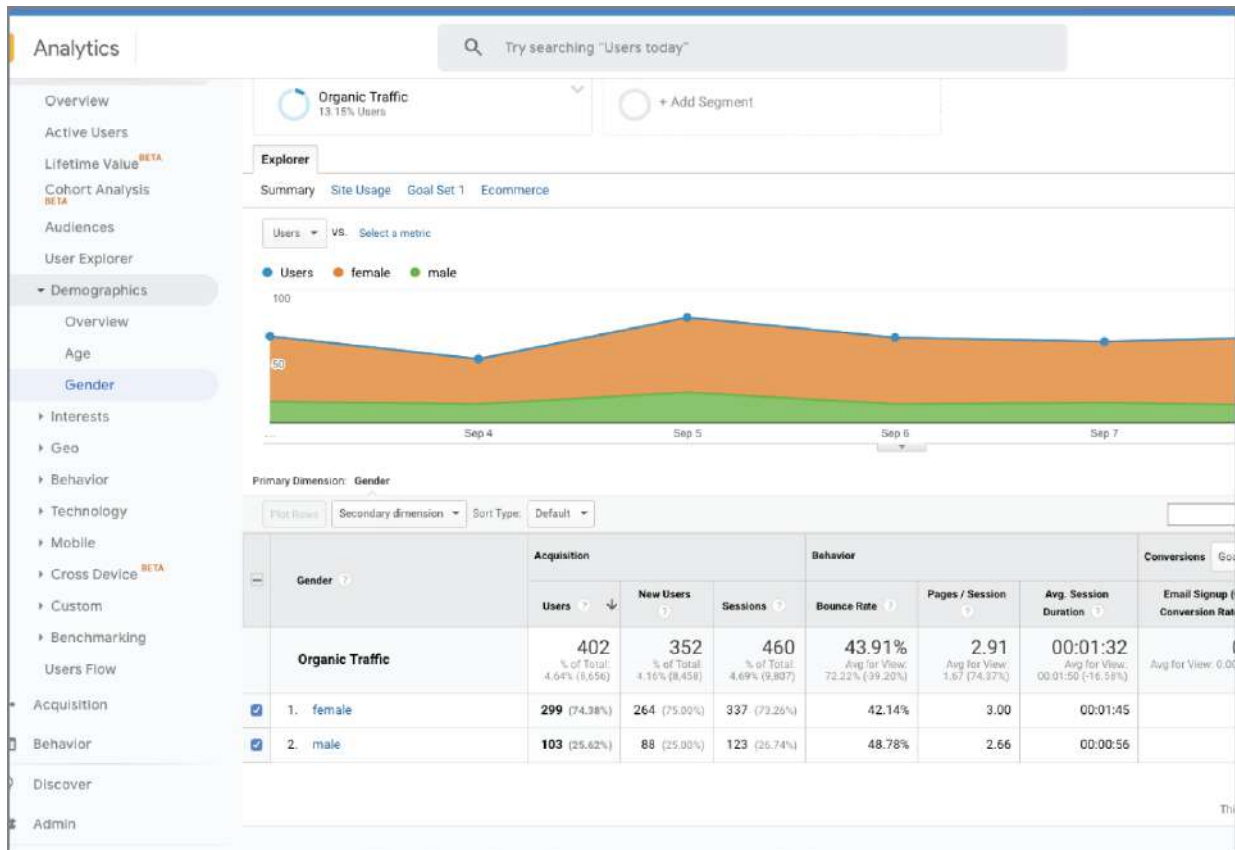 Analytics
Try searching "Users today"
Overview
Active Users
Lifetime Value BETA
Cohort Analysis
BETA
Audiences
User Explorer
Demographics
Overview
Age
Gender
Interests
Geo
Behavior
Technology
Mobile
Cross Device BETA
Custom
Benchmarking
Users Flow
Acquisition
Behavior
Discover
Admin
Organic Traffic
13.15% Users
+ Add Segment
Explorer
Summary Site Usage Goal Set 1 Ecommerce
Users VS. Select a metric
Users female male
100
50
... Sep 4 Sep 5 Sep 6 Sep 7
Primary Dimension: Gender
Plot Rows Secondary dimension Sort Type: Default
Gender ? Acquisition Behavior Conversions
Users ? New Users ? Sessions ? Bounce Rate ? Pages / Session ? Avg. Session Duration ? Email Signup Conversion
Organic Traffic 402 352 460 43.91% 2.91 00:01:32
% of Total: 4.64% (8,656) % of Total: 4.16% (8,458) % of Total: 4.69% (9,807) Avg for View: 72.22% (-39.20%) Avg for View: 1.67 (74.37%) Avg for View: 00:01:50 (-16.58%) Avg for View:
1. female 299 (74.38%) 264 (75.00%) 337 (73.26%) 42.14% 3.00 00:01:45
2. male 103 (25.62%) 88 (25.00%) 123 (26.74%) 48.78% 2.66 00:00:56